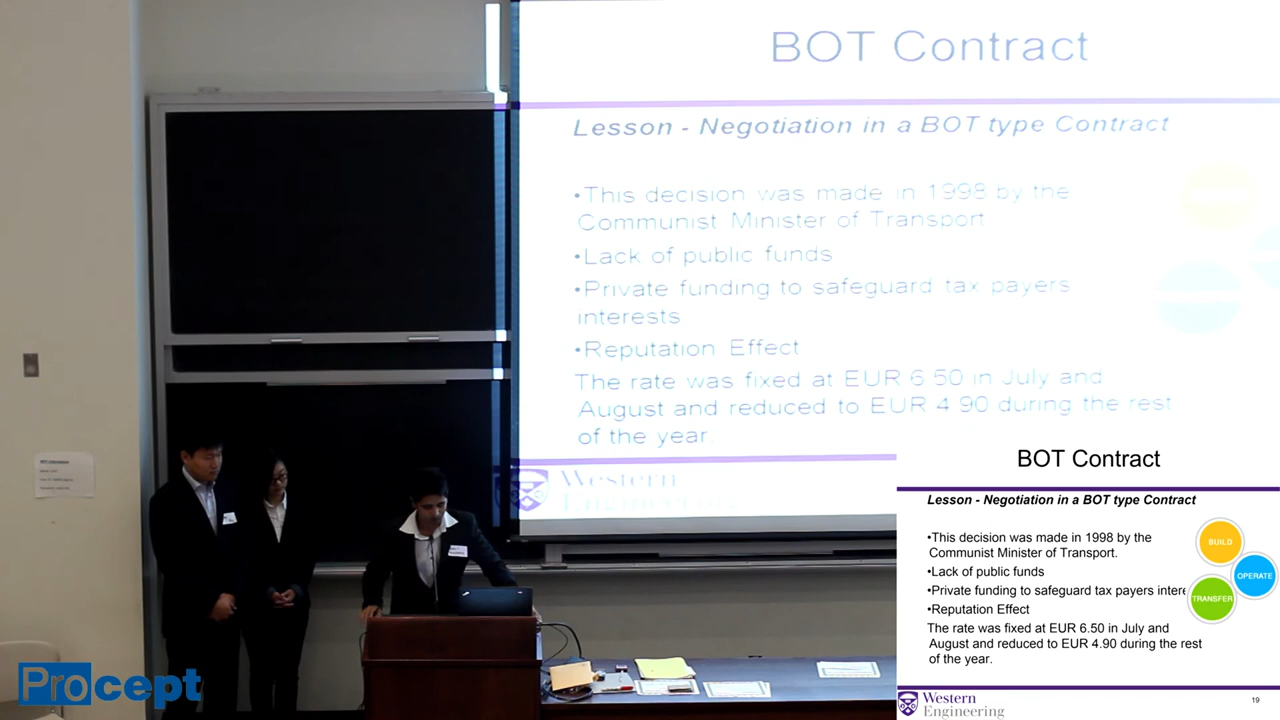 BOT Contract
Lesson - Negotiation in a BOT type Contract
•This decision was made in 1998 by the
Communist Minister of Transport
•Lack of public funds
•Private funding to safeguard tax payers
interests
•Reputation Effect
The rate was fixed at EUR 6.50 in July and
August and reduced to EUR 4.90 during the rest
of the year.
Western
Engineering
BOT Contract
Lesson - Negotiation in a BOT type Contract
•This decision was made in 1998 by the
Communist Minister of Transport.
•Lack of public funds
•Private funding to safeguard tax payers intere
•Reputation Effect
The rate was fixed at EUR 6.50 in July and
August and reduced to EUR 4.90 during the rest
of the year.
BUILD
OPERATE
TRANSFER
Western
Engineering
19
Procept